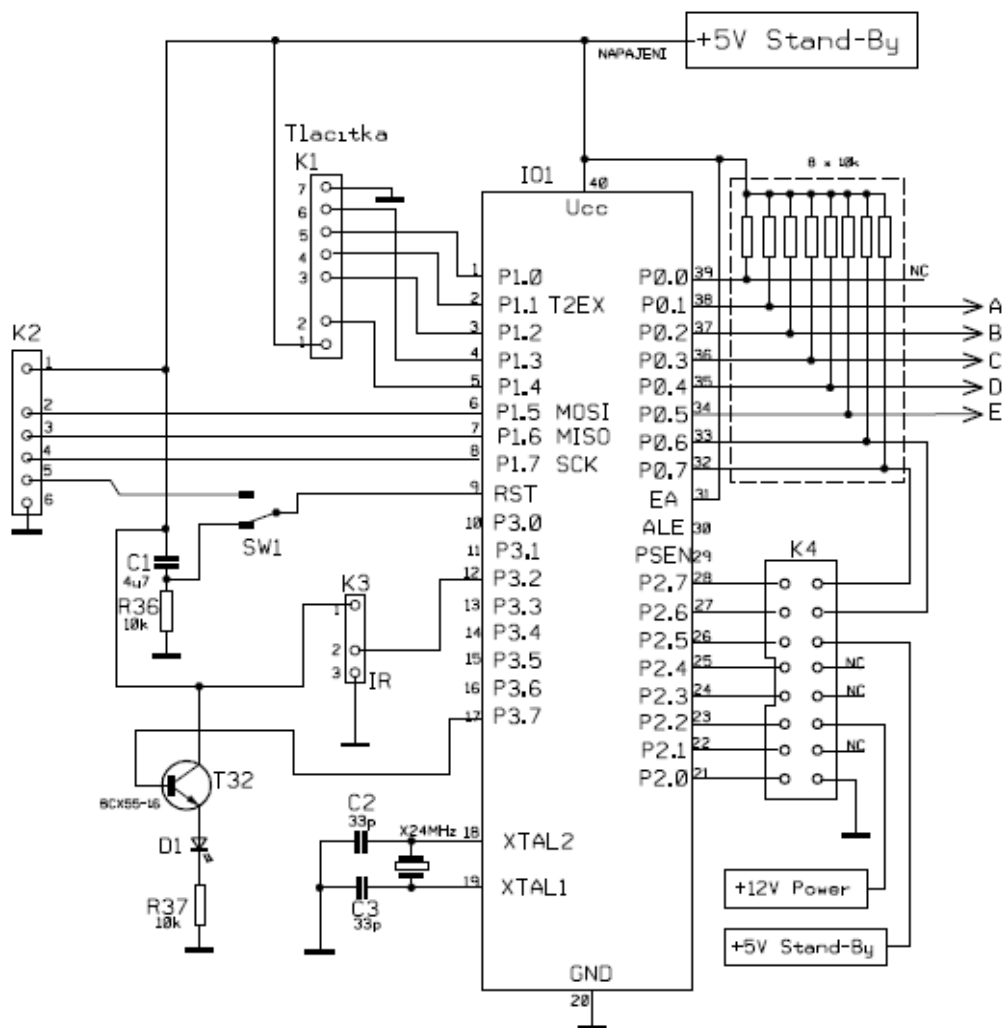 +5V Stand-By
NAPAJENI
Tlacitka
K1
7
6
5
4
3
2
1
8 x 10k
IO1
40
Ucc
K2
1
2
3
4
5
6
1 P1.0
2 P1.1 T2EX
3 P1.2
4 P1.3
5 P1.4
6 P1.5 MOSI
7 P1.6 MISO
8 P1.7 SCK
9 RST
10 P3.0
11 P3.1
12 P3.2
13 P3.3
14 P3.4
15 P3.5
16 P3.6
17 P3.7
18 XTAL2
19 XTAL1
P0.0 39 NC
P0.1 38 A
P0.2 37 B
P0.3 36 C
P0.4 35 D
P0.5 34 E
P0.6 33
P0.7 32
EA 31
ALE 30
PSEN 29
P2.7 28
P2.6 27
P2.5 26
P2.4 25
P2.3 24
P2.2 23
P2.1 22
P2.0 21
GND
20
SW1
C1
4u7
R36
10k
K3
1
2
3
IR
K4
NC
NC
NC
T32
BCX55-16
D1
R37
10k
C2
33p
X24MHz
C3
33p
+12V Power
+5V Stand-By